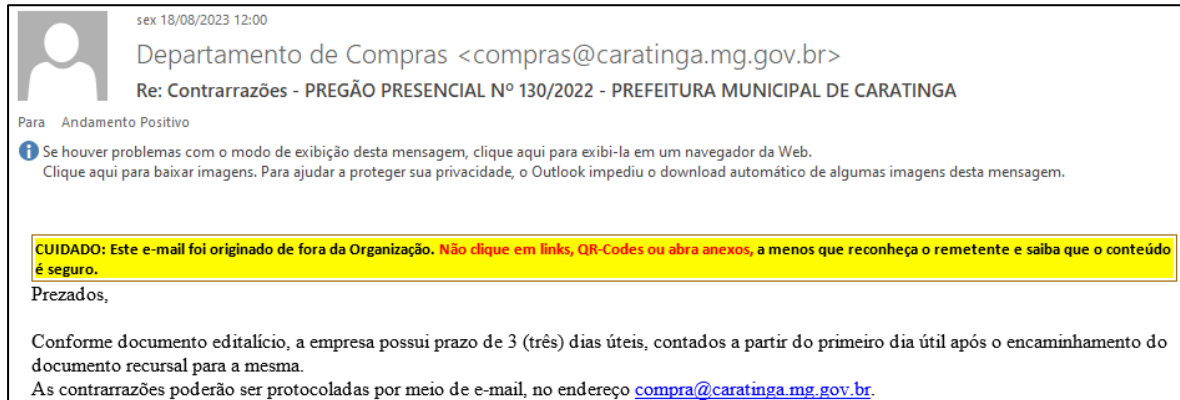 sex 18/08/2023 12:00
Departamento de Compras <compras@caratinga.mg.gov.br>
Re: Contrarrazões - PREGÃO PRESENCIAL Nº 130/2022 - PREFEITURA MUNICIPAL DE CARATINGA
Para Andamento Positivo
Se houver problemas com o modo de exibição desta mensagem, clique aqui para exibi-la em um navegador da Web.
Clique aqui para baixar imagens. Para ajudar a proteger sua privacidade, o Outlook impediu o download automático de algumas imagens desta mensagem.
CUIDADO: Este e-mail foi originado de fora da Organização. Não clique em links, QR-Codes ou abra anexos, a menos que reconheça o remetente e saiba que o conteúdo
é seguro.
Prezados,
Conforme documento editalício, a empresa possui prazo de 3 (três) dias úteis, contados a partir do primeiro dia útil após o encaminhamento do
documento recursal para a mesma.
As contrarrazões poderão ser protocoladas por meio de e-mail, no endereço compra@caratinga.mg.gov.br.